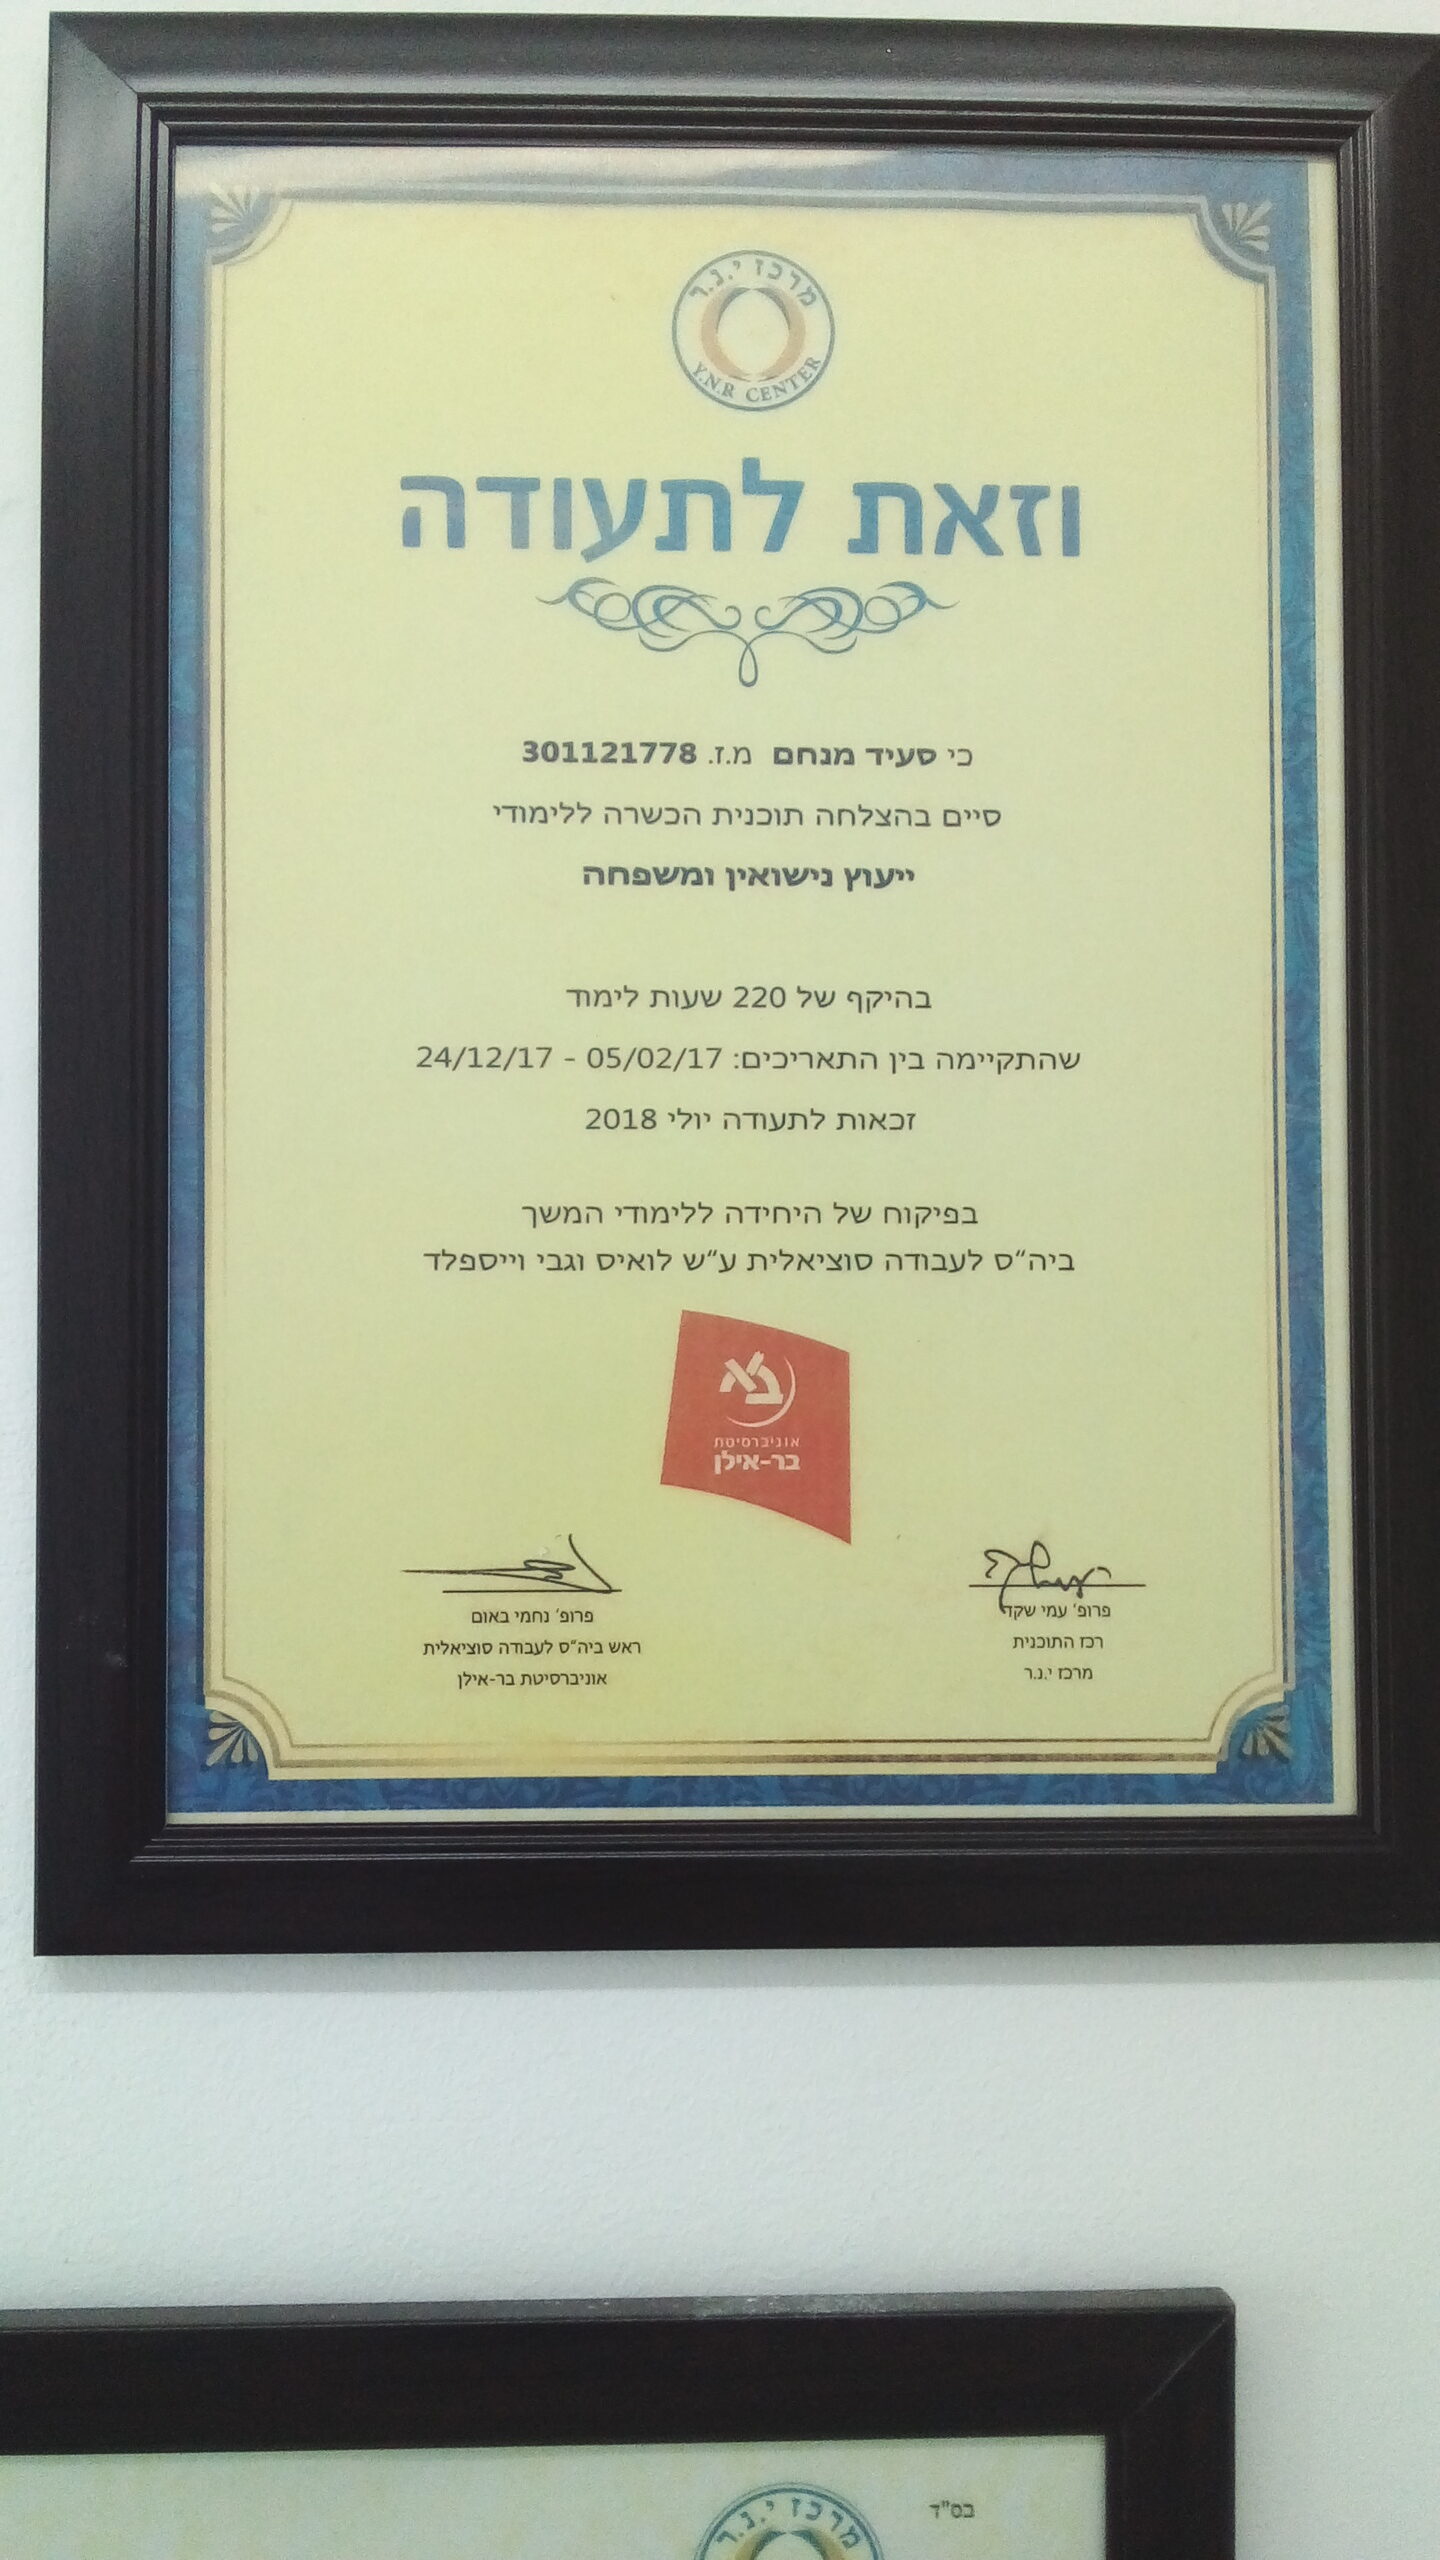 מרכז י.נ.ר
Y.N.R CENTER
וזאת לתעודה
כי סעיד מנחם מ.ז. 301121778
סיים בהצלחה תוכנית הכשרה ללימודי
ייעוץ נישואין ומשפחה
בהיקף של 220 שעות לימוד
שהתקיימה בין התאריכים: 05/02/17 - 24/12/17
זכאות לתעודה יולי 2018
בפיקוח של היחידה ללימודי המשך
ביה"ס לעבודה סוציאלית ע"ש לואיס וגבי וייספלד
בא
אוניברסיטת
בר-אילן
פרופ' עמי שקד
רכז התוכנית
מרכז י.נ.ר
פרופ' נחמי באום
ראש ביה"ס לעבודה סוציאלית
אוניברסיטת בר-אילן
בס"ד
מרכז י.נ.ר